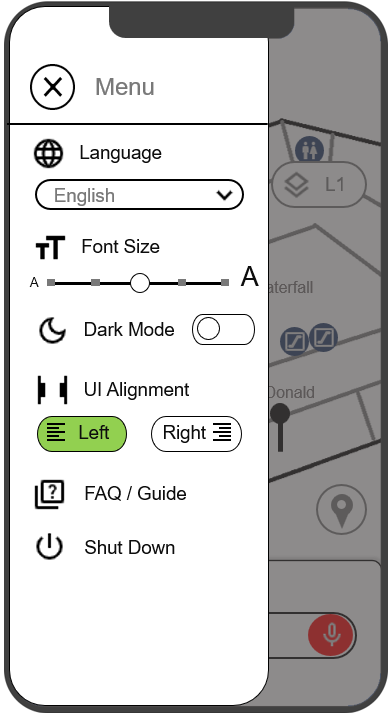 Menu
Language
L1
English
Font Size
A A
aterfall
Dark Mode
UI Alignment
Donald
Left Right
FAQ / Guide
Shut Down